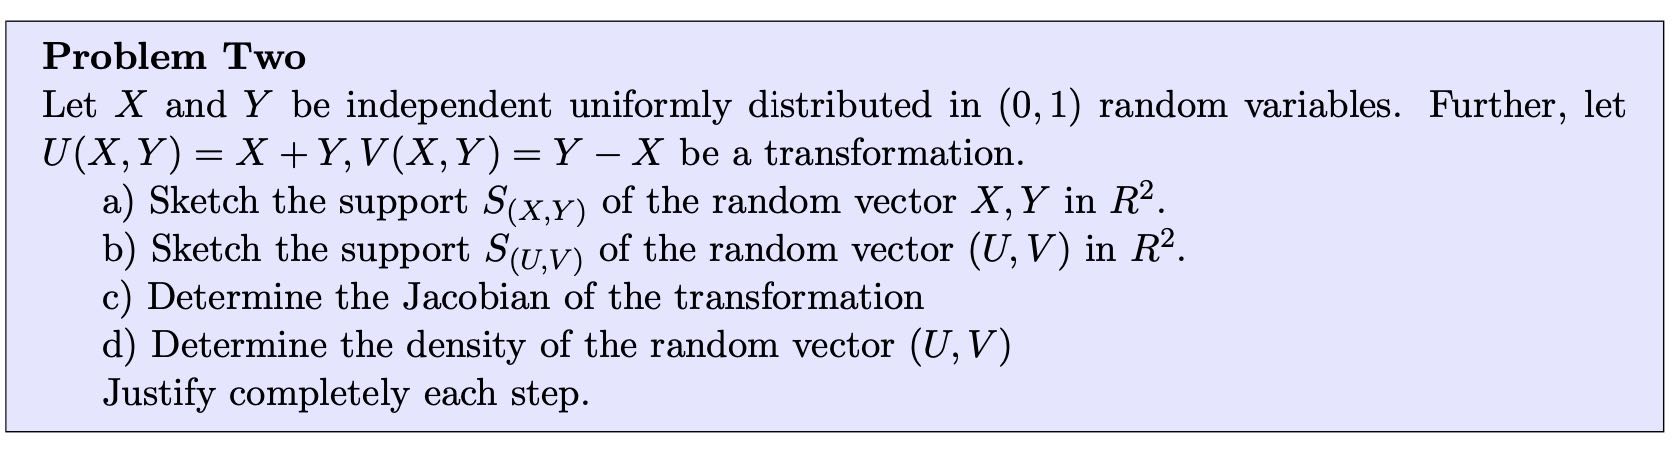 Problem Two
Let X and Y be independent uniformly distributed in (0, 1) random variables. Further, let
U(X, Y) = X + Y, V(X, Y) = Y − X be a transformation.
a) Sketch the support S_{(X,Y)} of the random vector X, Y in R².
b) Sketch the support S_{(U,V)} of the random vector (U, V) in R².
c) Determine the Jacobian of the transformation
d) Determine the density of the random vector (U, V)
Justify completely each step.